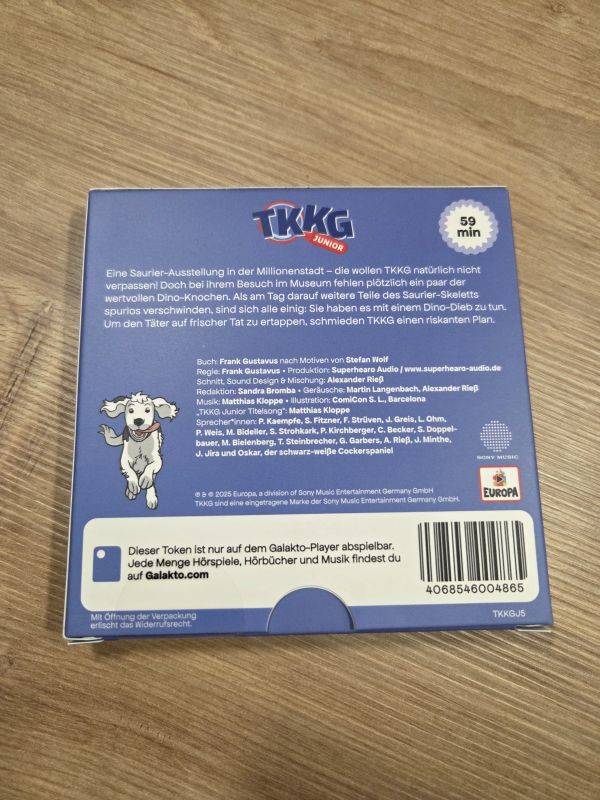 TKKG
JUNIOR
59
min
Eine Saurier-Ausstellung in der Millionenstadt – die wollen TKKG natürlich nicht
verpassen! Doch bei ihrem Besuch im Museum fehlen plötzlich ein paar der
wertvollen Dino-Knochen. Als am Tag darauf weitere Teile des Saurier-Skeletts
spurlos verschwinden, sind sich alle einig: Sie haben es mit einem Dino-Dieb zu tun.
Um den Täter auf frischer Tat zu ertappen, schmieden TKKG einen riskanten Plan.
Buch: Frank Gustavus nach Motiven von Stefan Wolf
Regie: Frank Gustavus • Produktion: Superhearo Audio / www.superhearo-audio.de
Schnitt, Sound Design & Mischung: Alexander Rieß
Redaktion: Sandra Bromba • Geräusche: Martin Langenbach, Alexander Rieß
Musik: Matthias Kloppe • Illustration: ComiCon S. L., Barcelona
„TKKG Junior Titelsong“: Matthias Kloppe
Sprecher*innen: P. Kaempfe, S. Fitzner, F. Strüven, J. Greis, L. Ohm,
P. Weis, M. Bideller, S. Strohkark, P. Kirchberger, C. Becker, S. Doppel-
bauer, M. Bielenberg, T. Steinbrecher, G. Garbers, A. Rieß, J. Minthe,
J. Jira und Oskar, der schwarz-weiße Cockerspaniel
SONY MUSIC
EUROPA
℗ & © 2025 Europa, a division of Sony Music Entertainment Germany GmbH
TKKG sind eine eingetragene Marke der Sony Music Entertainment Germany GmbH.
Dieser Token ist nur auf dem Galakto-Player abspielbar.
Jede Menge Hörspiele, Hörbücher und Musik findest du
auf Galakto.com
4068546004865
Mit Öffnung der Verpackung
erlischt das Widerrufsrecht.
TKKGJ5